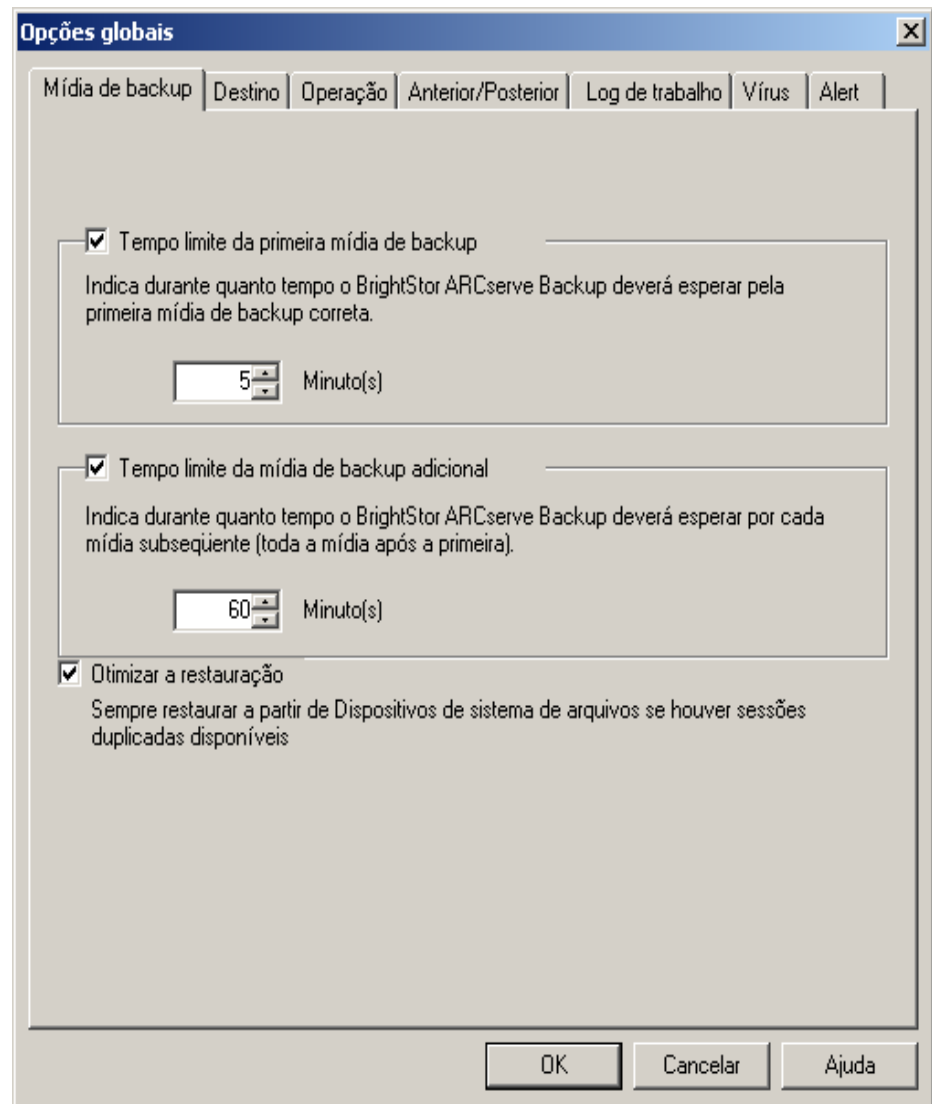 Opções globais
Mídia de backup Destino Operação Anterior/Posterior Log de trabalho Vírus Alert
Tempo limite da primeira mídia de backup
Indica durante quanto tempo o BrightStor ARCserve Backup deverá esperar pela
primeira mídia de backup correta.
5 Minuto(s)
Tempo limite da mídia de backup adicional
Indica durante quanto tempo o BrightStor ARCserve Backup deverá esperar por cada
mídia subseqüente (toda a mídia após a primeira).
60 Minuto(s)
Otimizar a restauração
Sempre restaurar a partir de Dispositivos de sistema de arquivos se houver sessões
duplicadas disponíveis
OK Cancelar Ajuda